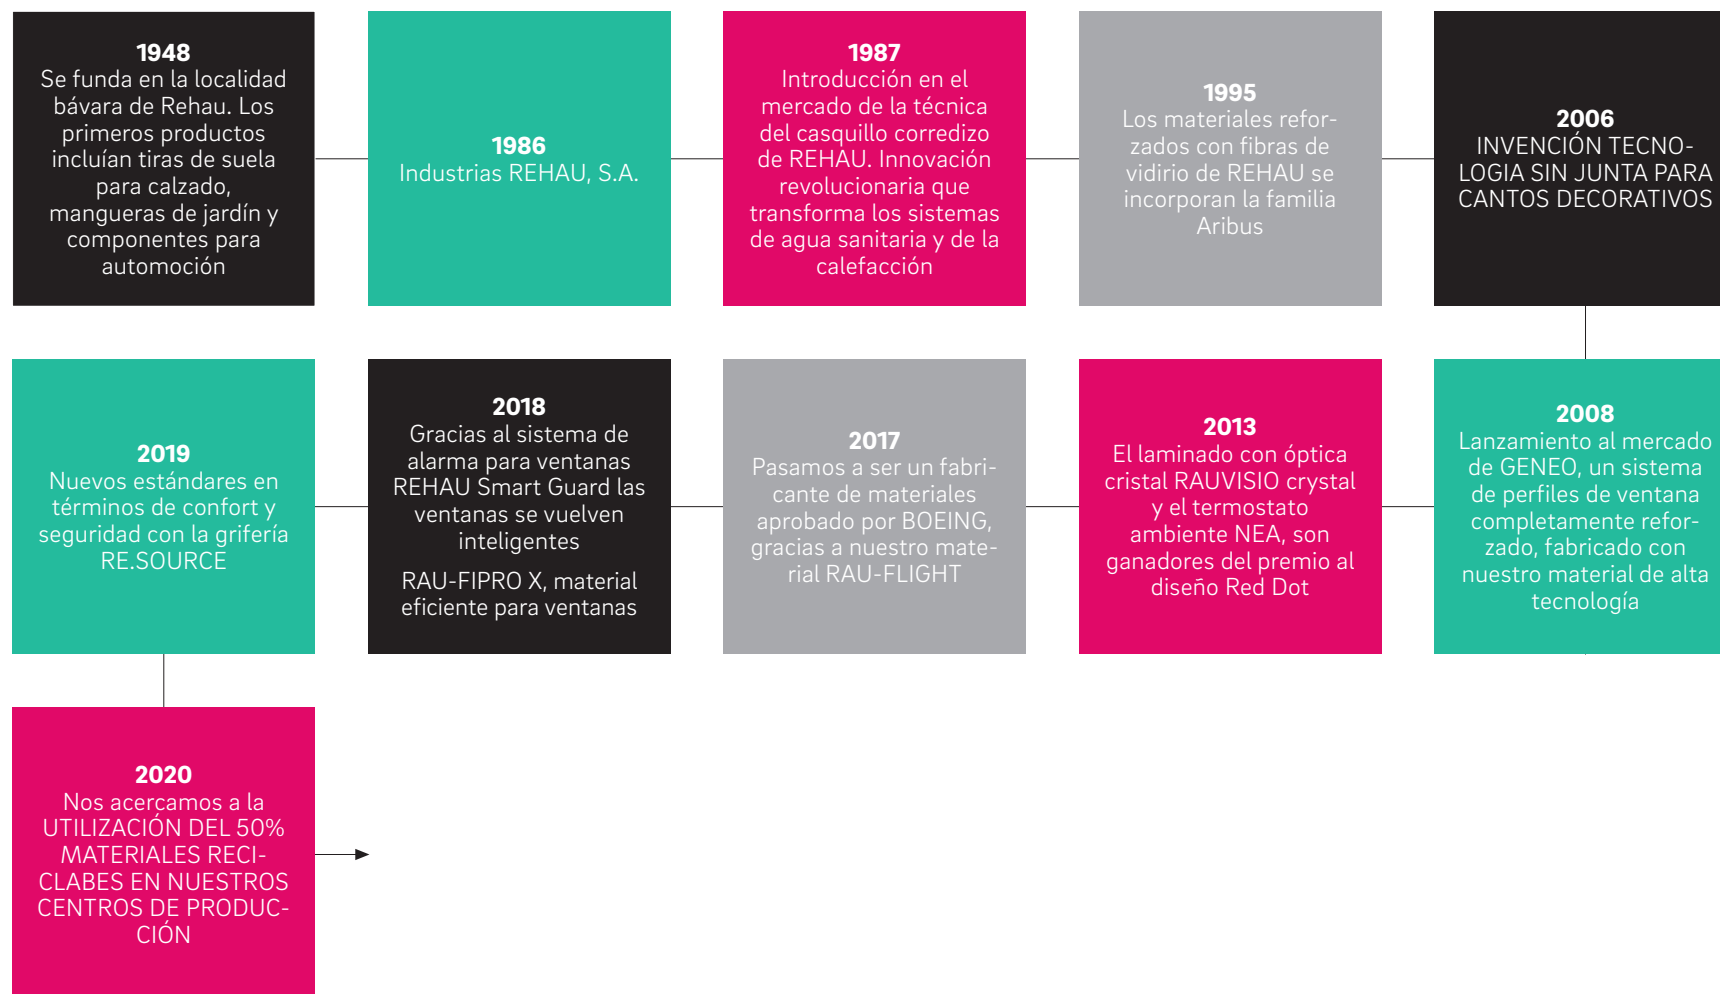 1948
Se funda en la localidad
bávara de Rehau. Los
primeros productos
incluían tiras de suela
para calzado,
mangueras de jardín y
componentes para
automoción
1986
Industrias REHAU, S.A.
1987
Introducción en el
mercado de la técnica
del casquillo corredizo
de REHAU. Innovación
revolucionaria que
transforma los sistemas
de agua sanitaria y de la
calefacción
1995
Los materiales refor-
zados con fibras de
vidirio de REHAU se
incorporan la familia
Aribus
2006
INVENCIÓN TECNO-
LOGIA SIN JUNTA PARA
CANTOS DECORATIVOS
2008
Lanzamiento al mercado
de GENEO, un sistema
de perfiles de ventana
completamente refor-
zado, fabricado con
nuestro material de alta
tecnología
2013
El laminado con óptica
cristal RAUVISIO crystal
y el termostato
ambiente NEA, son
ganadores del premio al
diseño Red Dot
2017
Pasamos a ser un fabri-
cante de materiales
aprobado por BOEING,
gracias a nuestro mate-
rial RAU-FLIGHT
2018
Gracias al sistema de
alarma para ventanas
REHAU Smart Guard las
ventanas se vuelven
inteligentes
RAU-FIPRO X, material
eficiente para ventanas
2019
Nuevos estándares en
términos de confort y
seguridad con la grifería
RE.SOURCE
2020
Nos acercamos a la
UTILIZACIÓN DEL 50%
MATERIALES RECI-
CLABES EN NUESTROS
CENTROS DE PRODUC-
CIÓN